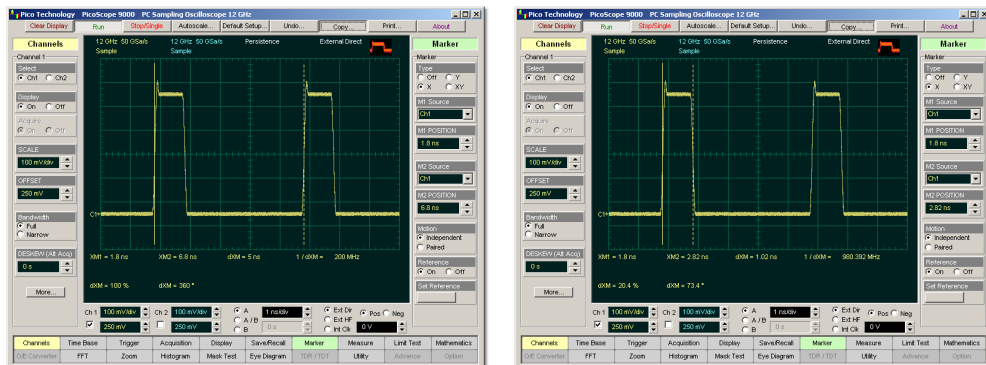 Pico Technology PicoScope 9000 PC Sampling Oscilloscope 12 GHz
Clear Display Run Stop/Single Autoscale... Default Setup... Undo... Copy... Print... About
Channels
Channel 1
Select
Ch1 Ch2
Display
On Off
Acquire
On Off
SCALE
100 mV/div
OFFSET
250 mV
Bandwidth
Full
Narrow
DESKEW (Alt Acq)
0 s
More...
12 GHz 50 GSa/s 12 GHz 50 GSa/s Persistence External Direct
Sample Sample
C1+
XM1 = 1.8 ns XM2 = 6.8 ns dXM = 5 ns 1 / dXM = 200 MHz
dXM = 100 % dXM = 360 °
Marker
Marker
Type
Off Y
X XY
M1 Source
Ch1
M1 POSITION
1.8 ns
M2 Source
Ch1
M2 POSITION
6.8 ns
Motion
Independent
Paired
Reference
On Off
Set Reference
Ch 1 100 mV/div Ch 2 100 mV/div A 1 ns/div Ext Dir Pos Neg
A / B Ext HF
250 mV 250 mV B 0 s Int Clk 0 V
Channels Time Base Trigger Acquisition Display Save/Recall Marker Measure Limit Test Mathematics
O/E Converter FFT Zoom Histogram Mask Test Eye Diagram TDR / TDT Utility Advance Option
Pico Technology PicoScope 9000 PC Sampling Oscilloscope 12 GHz
Clear Display Run Stop/Single Autoscale... Default Setup... Undo... Copy... Print... About
Channels
Channel 1
Select
Ch1 Ch2
Display
On Off
Acquire
On Off
SCALE
100 mV/div
OFFSET
250 mV
Bandwidth
Full
Narrow
DESKEW (Alt Acq)
0 s
More...
12 GHz 50 GSa/s 12 GHz 50 GSa/s Persistence External Direct
Sample Sample
C1+
XM1 = 1.8 ns XM2 = 2.82 ns dXM = 1.02 ns 1 / dXM = 980.392 MHz
dXM = 20.4 % dXM = 73.4 °
Marker
Marker
Type
Off Y
X XY
M1 Source
Ch1
M1 POSITION
1.8 ns
M2 Source
Ch1
M2 POSITION
2.82 ns
Motion
Independent
Paired
Reference
On Off
Set Reference
Ch 1 100 mV/div Ch 2 100 mV/div A 1 ns/div Ext Dir Pos Neg
A / B Ext HF
250 mV 250 mV B 0 s Int Clk 0 V
Channels Time Base Trigger Acquisition Display Save/Recall Marker Measure Limit Test Mathematics
O/E Converter FFT Zoom Histogram Mask Test Eye Diagram TDR / TDT Utility Advance Option